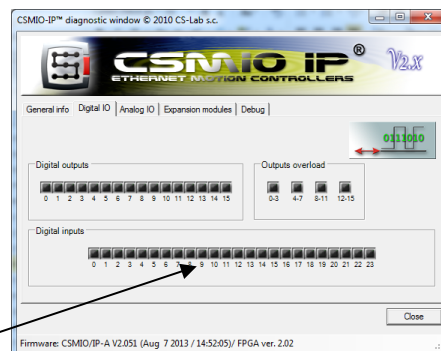 CSMIO-IP™ diagnostic window © 2010 CS-Lab s.c.
CSMIO IP® V2.x
ETHERNET MOTION CONTROLLERS
General info Digital IO Analog IO Expansion modules Debug
0111010
Digital outputs
0 1 2 3 4 5 6 7 8 9 10 11 12 13 14 15
Outputs overload
0-3 4-7 8-11 12-15
Digital inputs
0 1 2 3 4 5 6 7 8 9 10 11 12 13 14 15 16 17 18 19 20 21 22 23
Close
Firmware: CSMIO/IP-A V2.051 (Aug 7 2013 / 14:52:05)/ FPGA ver. 2.02